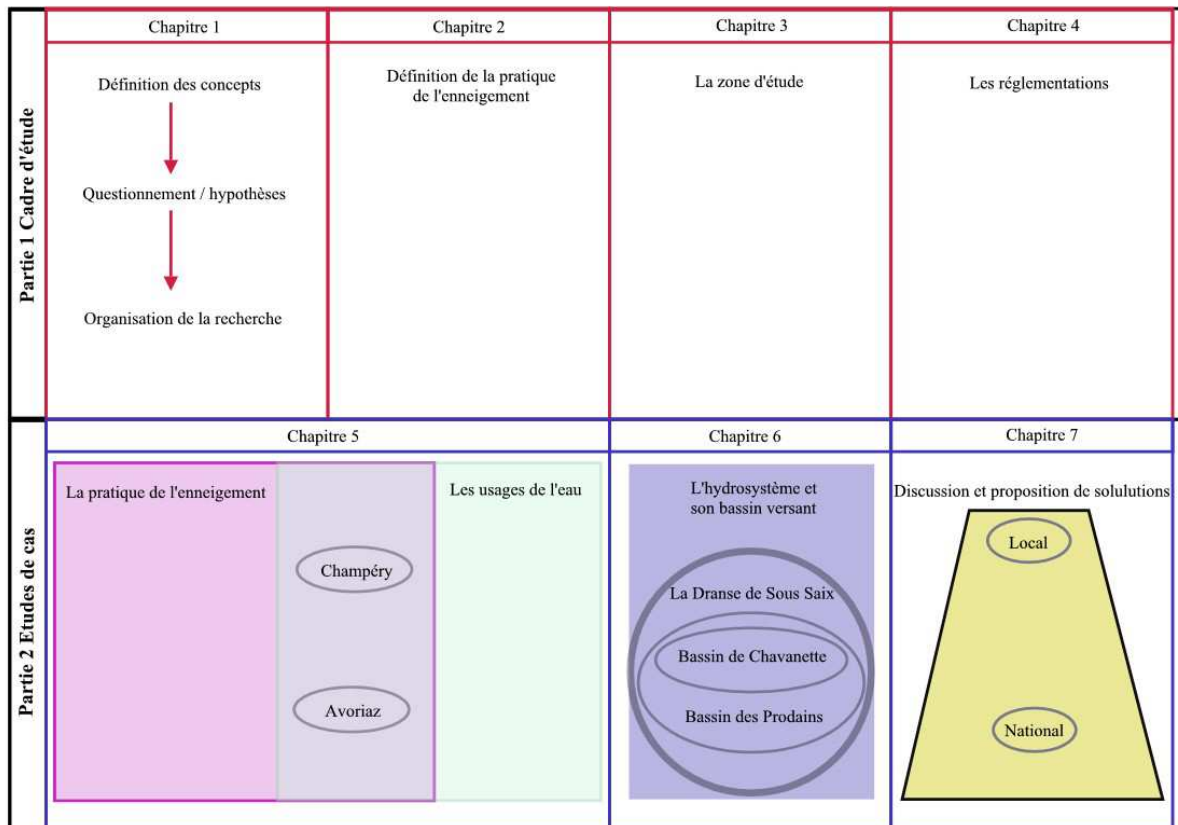 Partie 1 Cadre d'étude
Chapitre 1
Chapitre 2
Chapitre 3
Chapitre 4
Définition des concepts
Questionnement / hypothèses
Organisation de la recherche
Définition de la pratique
de l'enneigement
La zone d'étude
Les réglementations
Partie 2 Etudes de cas
Chapitre 5
Chapitre 6
Chapitre 7
La pratique de l'enneigement
Les usages de l'eau
Champéry
Avoriaz
L'hydrosystème et
son bassin versant
La Dranse de Sous Saix
Bassin de Chavanette
Bassin des Prodains
Discussion et proposition de solulutions
Local
National